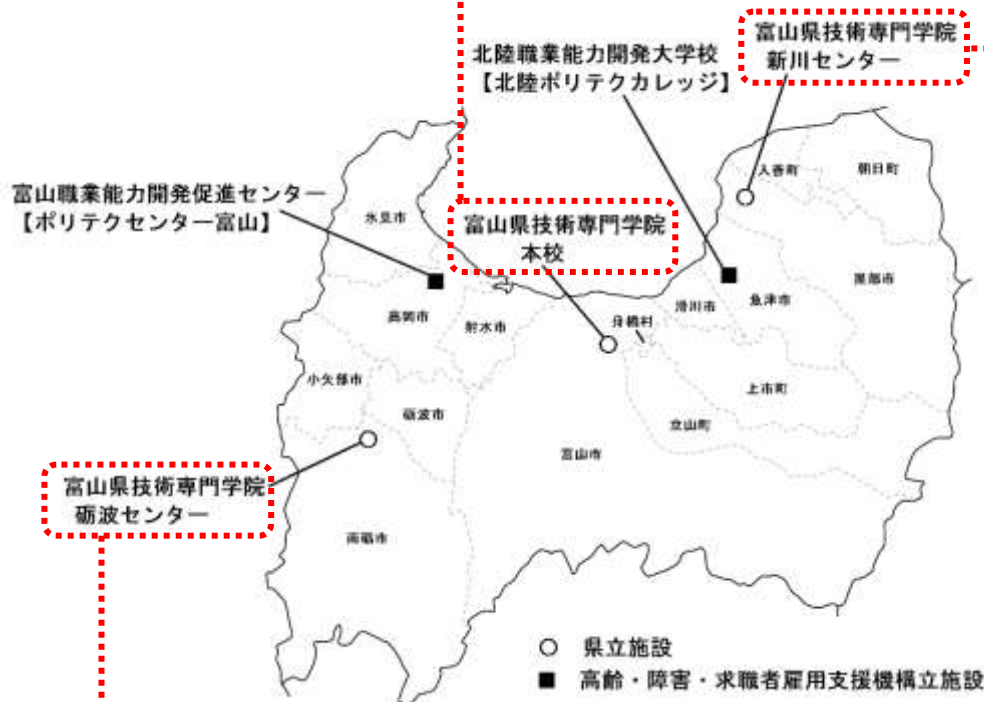 富山県技術専門学院
新川センター
北陸職業能力開発大学校
【北陸ポリテクカレッジ】
富山職業能力開発促進センター
【ポリテクセンター富山】
富山県技術専門学院
本校
入善町
朝日町
氷見市
黒部市
魚津市
滑川市
舟橋村
射水市
高岡市
小矢部市
上市町
砺波市
立山町
富山市
富山県技術専門学院
砺波センター
南砺市
○ 県立施設
■ 高齢・障害・求職者雇用支援機構立施設